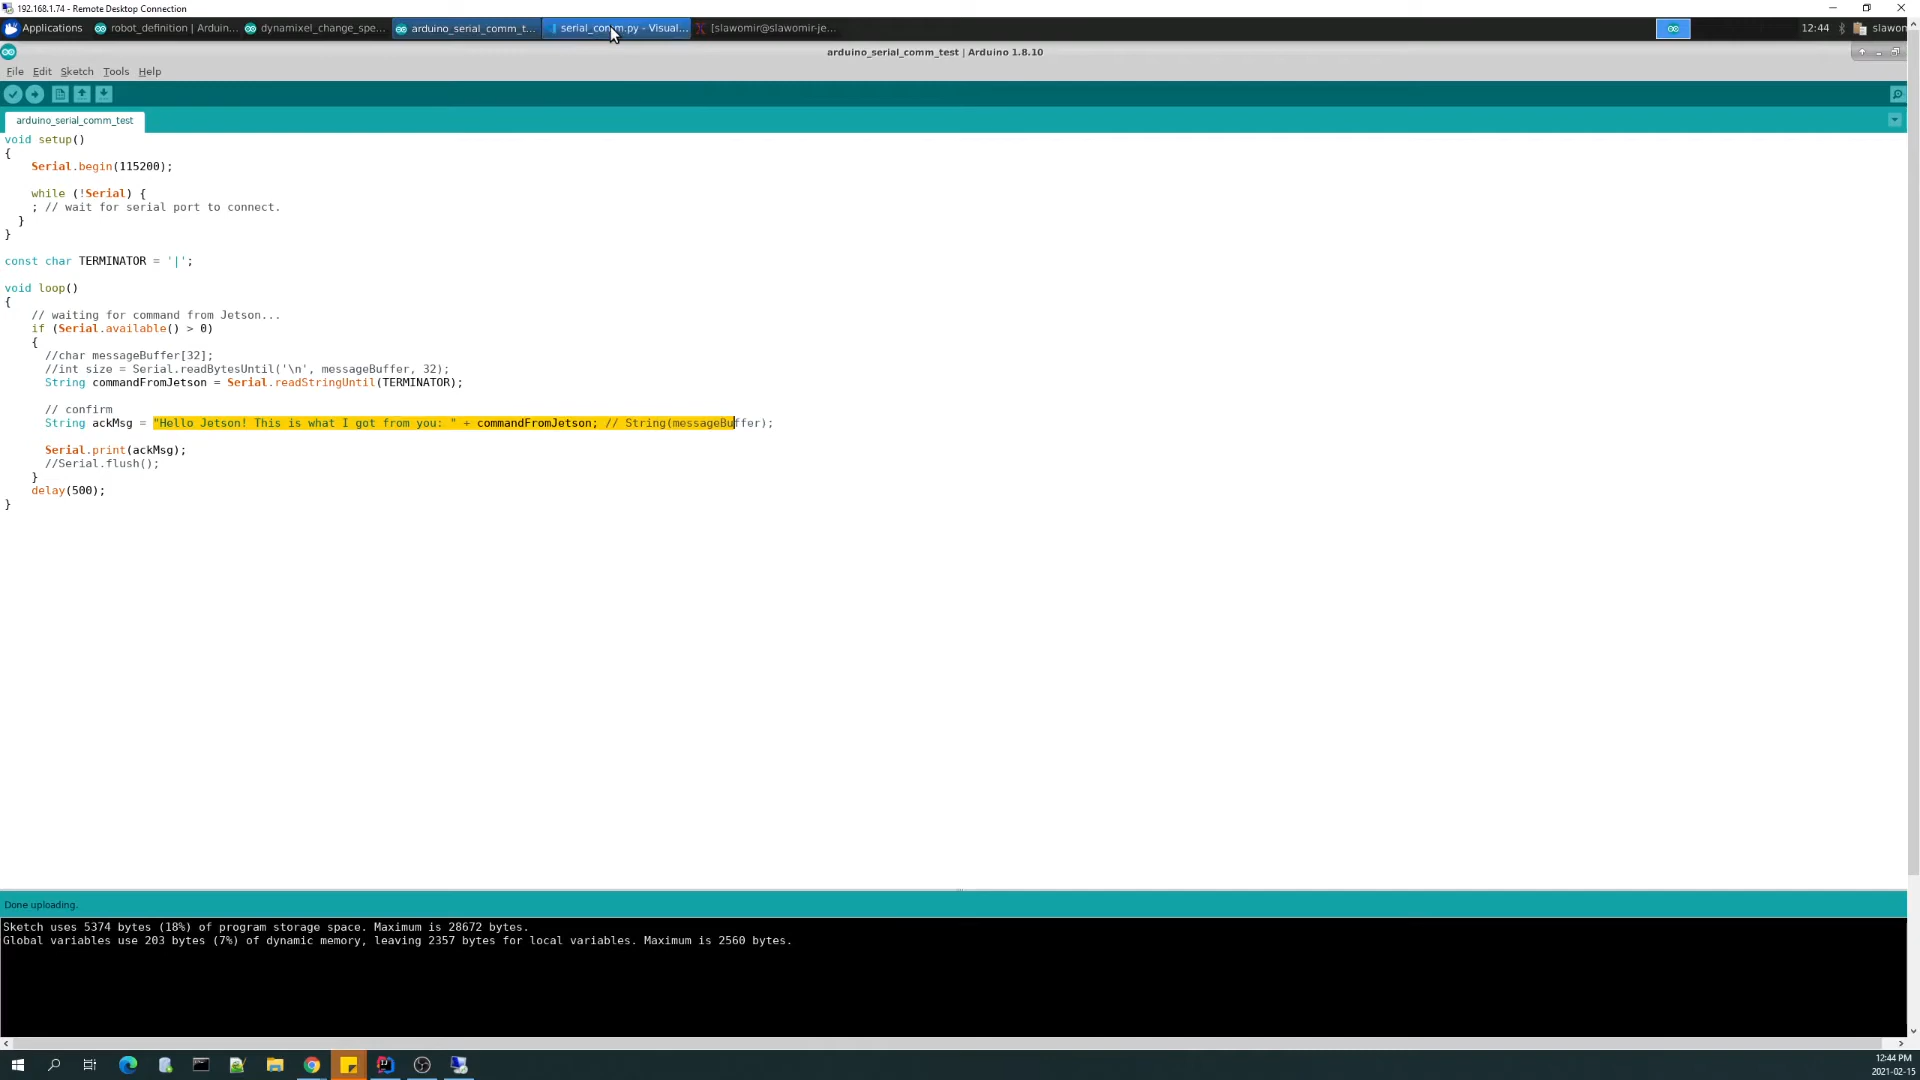 192.168.1.74 - Remote Desktop Connection
Applications robot_definition | Arduin... dynamixel_change_spe... arduino_serial_comm_t... serial_comm.py - Visual... [slawomir@slawomir-je... 12:44 slawon
arduino_serial_comm_test | Arduino 1.8.10
File Edit Sketch Tools Help
arduino_serial_comm_test
void setup()
{
    Serial.begin(115200);
    while (!Serial) {
    ; // wait for serial port to connect.
  }
}
const char TERMINATOR = '|';
void loop()
{
    // waiting for command from Jetson...
    if (Serial.available() > 0)
    {
      //char messageBuffer[32];
      //int size = Serial.readBytesUntil('\n', messageBuffer, 32);
      String commandFromJetson = Serial.readStringUntil(TERMINATOR);
      // confirm
      String ackMsg = "Hello Jetson! This is what I got from you: " + commandFromJetson; // String(messageBuffer);
      Serial.print(ackMsg);
      //Serial.flush();
    }
    delay(500);
}
Done uploading.
Sketch uses 5374 bytes (18%) of program storage space. Maximum is 28672 bytes.
Global variables use 203 bytes (7%) of dynamic memory, leaving 2357 bytes for local variables. Maximum is 2560 bytes.
12:44 PM
2021-02-15